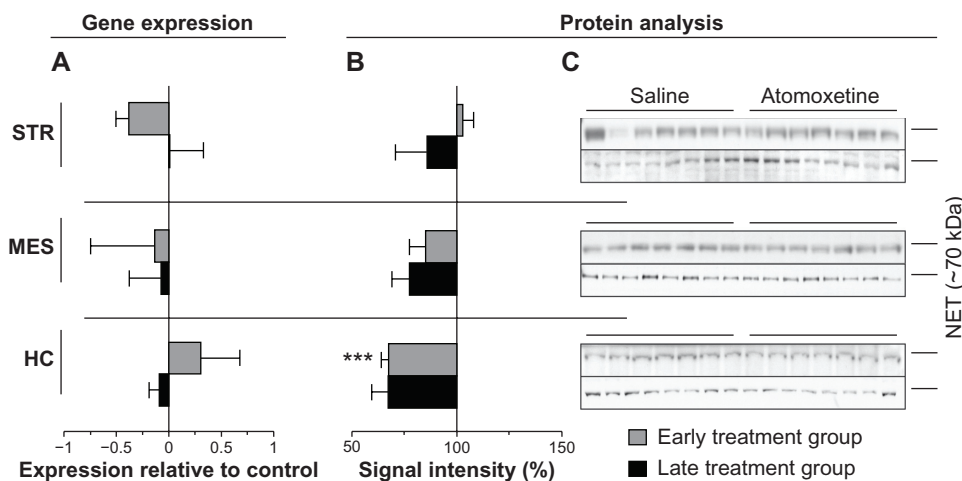 Gene expression
Protein analysis
A
B
C
Saline
Atomoxetine
STR
MES
HC
NET (~70 kDa)
***
−1
−0.5
0
0.5
1
50
100
150
Expression relative to control
Signal intensity (%)
Early treatment group
Late treatment group